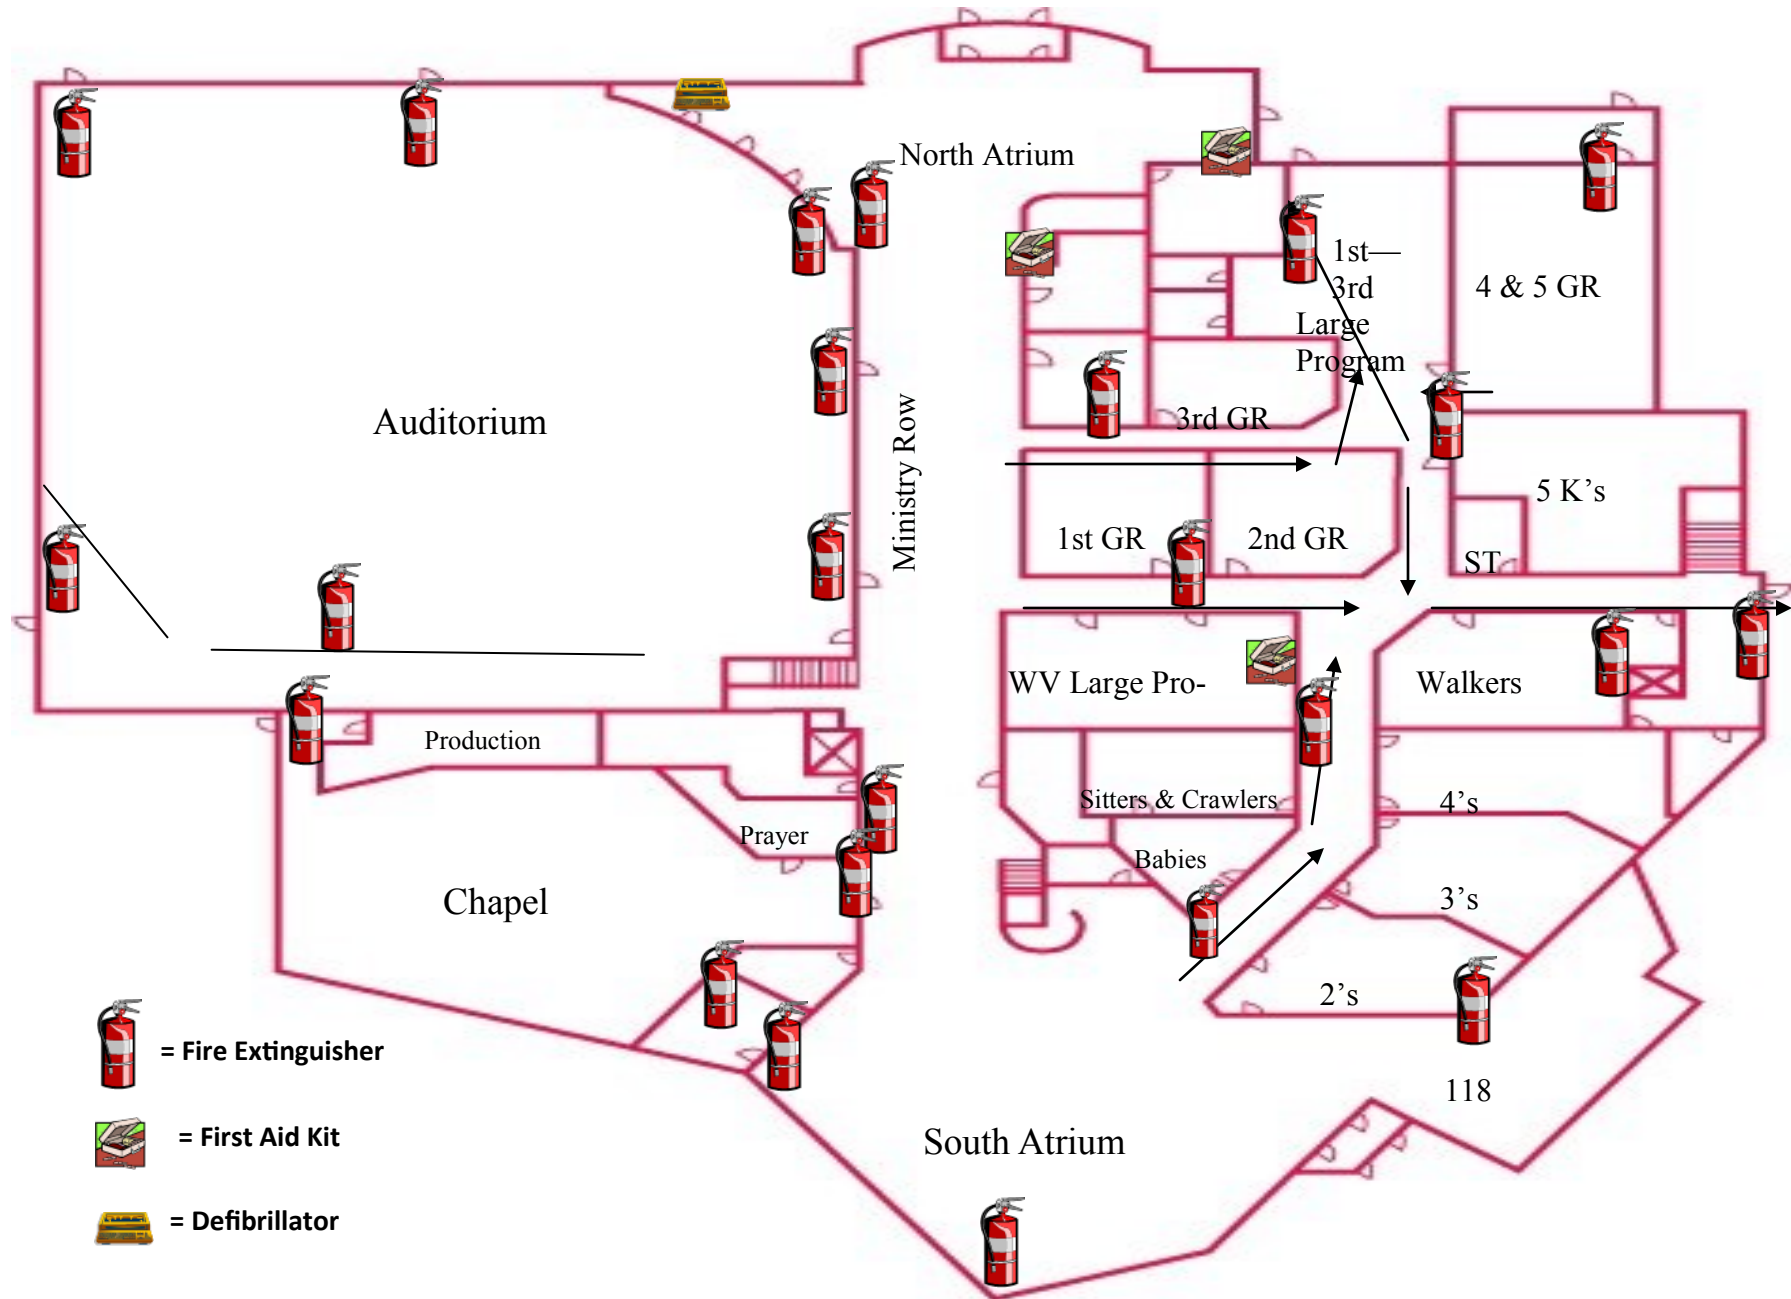 North Atrium
1st—
3rd
Large
Program
4 & 5 GR
Auditorium
Ministry Row
3rd GR
5 K’s
1st GR
2nd GR
ST
WV Large Pro-
Walkers
Production
Sitters & Crawlers
4’s
Prayer
Babies
Chapel
3’s
2’s
= Fire Extinguisher
118
= First Aid Kit
South Atrium
= Defibrillator